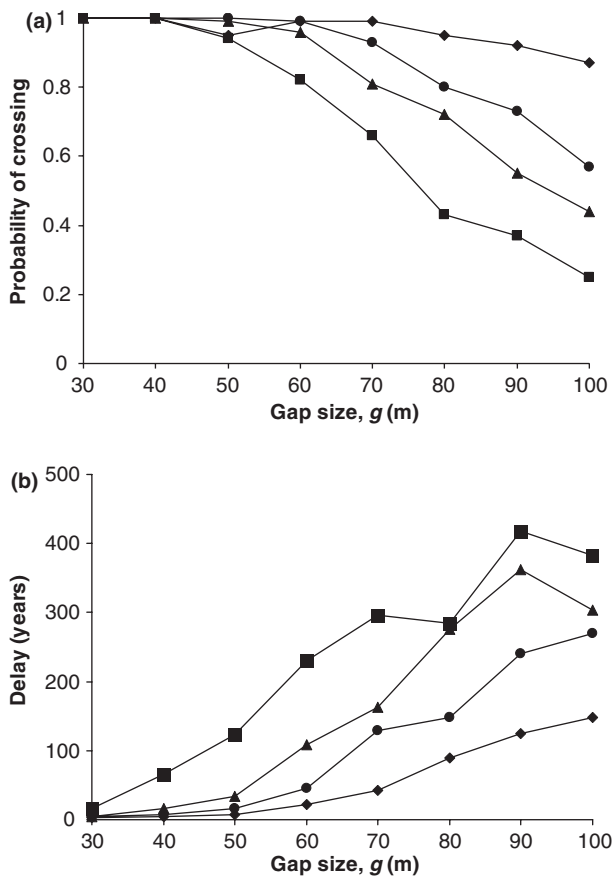 (a)
1
0.8
0.6
0.4
0.2
0
Probability of crossing
30 40 50 60 70 80 90 100
Gap size, g (m)
(b)
500
400
300
200
100
0
Delay (years)
30 40 50 60 70 80 90 100
Gap size, g (m)